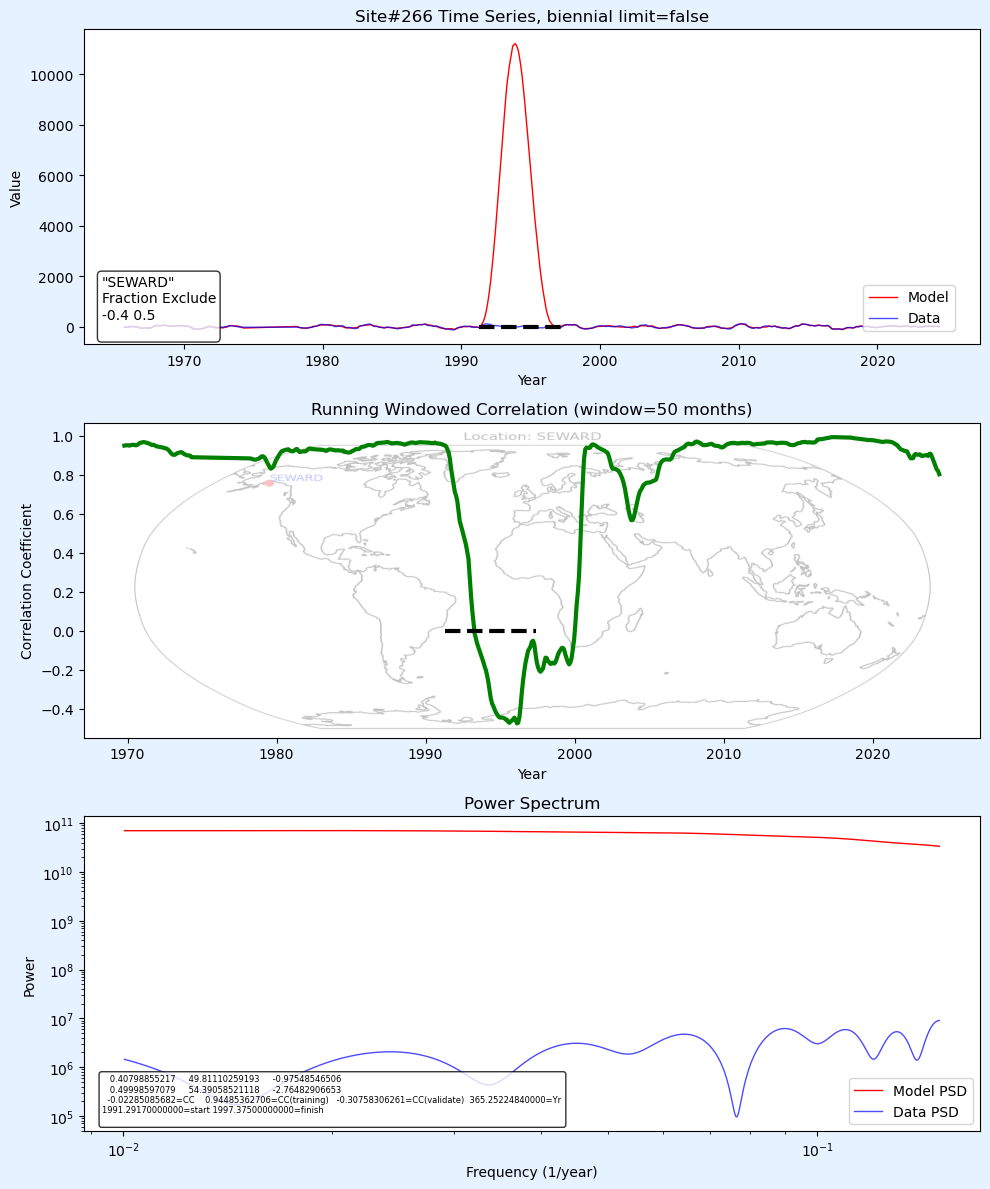 Site#266 Time Series, biennial limit=false
Value
10000
8000
6000
4000
2000
0
"SEWARD"
Fraction Exclude
-0.4 0.5
Model
Data
1970
1980
1990
2000
2010
2020
Year
Running Windowed Correlation (window=50 months)
Location: SEWARD
SEWARD
Correlation Coefficient
1.0
0.8
0.6
0.4
0.2
0.0
−0.2
−0.4
1970
1980
1990
2000
2010
2020
Year
Power Spectrum
Power
10¹¹
10¹⁰
10⁹
10⁸
10⁷
10⁶
10⁵
0.40798855217 49.81110259193 -0.97548546506
0.49998597079 54.39058521118 -2.76482906653
-0.02285085682=CC 0.94485362706=CC(training) -0.30758306261=CC(validate) 365.25224840000=Yr
1991.29170000000=start 1997.37500000000=finish
Model PSD
Data PSD
10⁻²
10⁻¹
Frequency (1/year)